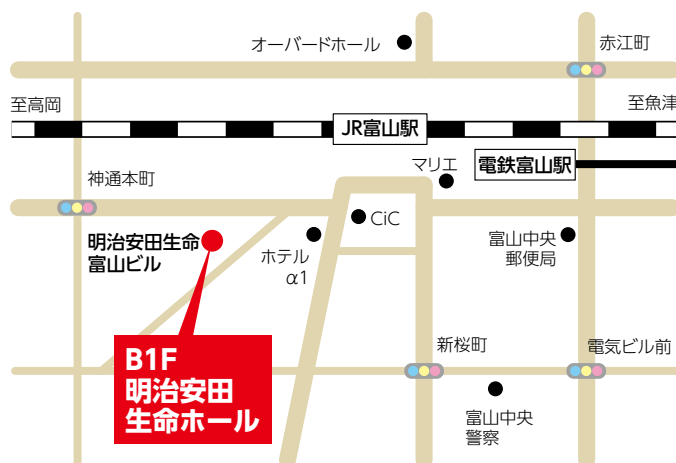 オーバードホール
赤江町
至高岡
至魚津
JR富山駅
マリエ
電鉄富山駅
神通本町
CiC
明治安田生命
富山ビル
ホテル
α1
富山中央
郵便局
B1F
明治安田
生命ホール
新桜町
電気ビル前
富山中央
警察